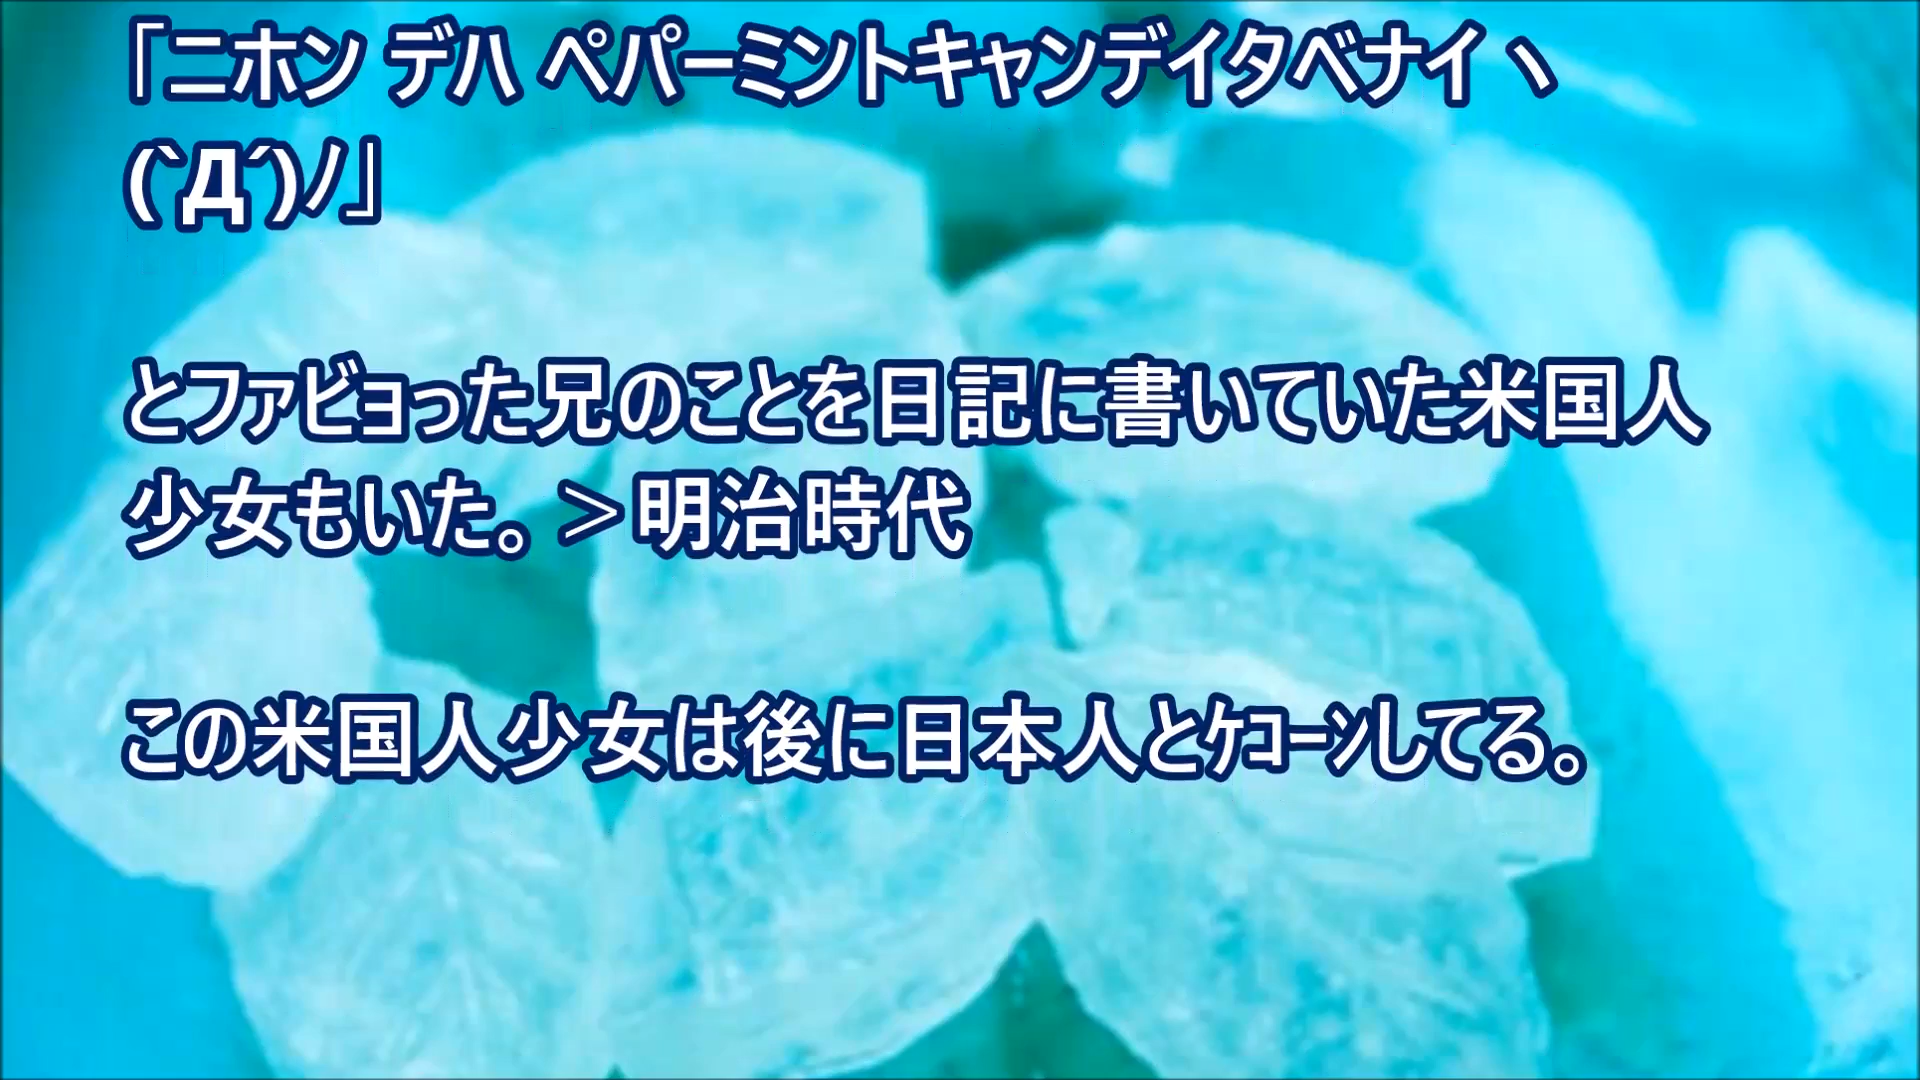 「ニホン デハ ペパーミントキャンデイタベナイヽ
(`Д´)ﾉ」
とファビョった兄のことを日記に書いていた米国人
少女もいた。＞明治時代
この米国人少女は後に日本人とｹｺｰﾝしてる。